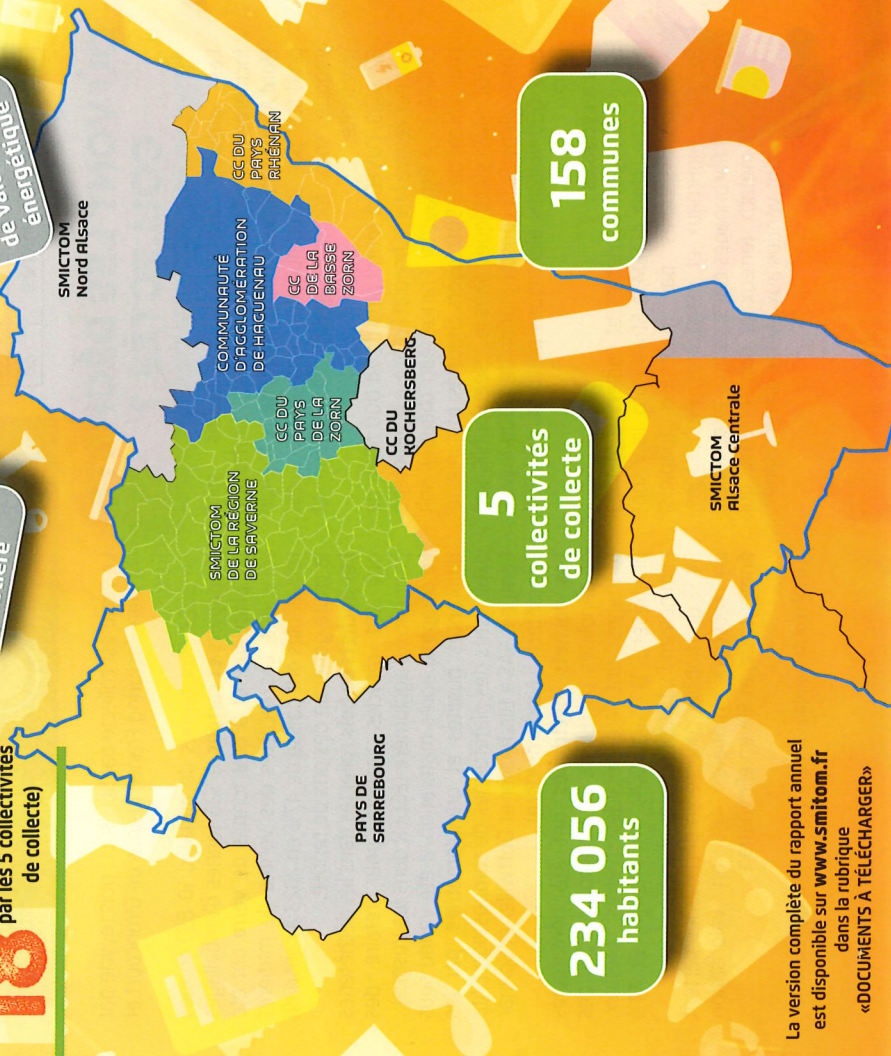 18
par les 5 collectivités
de collecte)
énergétique
SMICTOM
Nord Alsace
CC DU
PAYS
RHÉNAN
COMMUNAUTÉ
D'AGGLOMERATION
DE HAGUENAU
CC
DE LA
BASSE
ZORN
SMICTOM
DE LA RÉGION
DE SAVERNE
CC DU
PAYS
DE LA
ZORN
CC DU
KOCHERSBERG
PAYS DE
SARREBOURG
234 056
habitants
5
collectivités
de collecte
158
communes
SMICTOM
Alsace Centrale
La version complète du rapport annuel
est disponible sur www.smitom.fr
dans la rubrique
«DOCUMENTS À TÉLÉCHARGER»